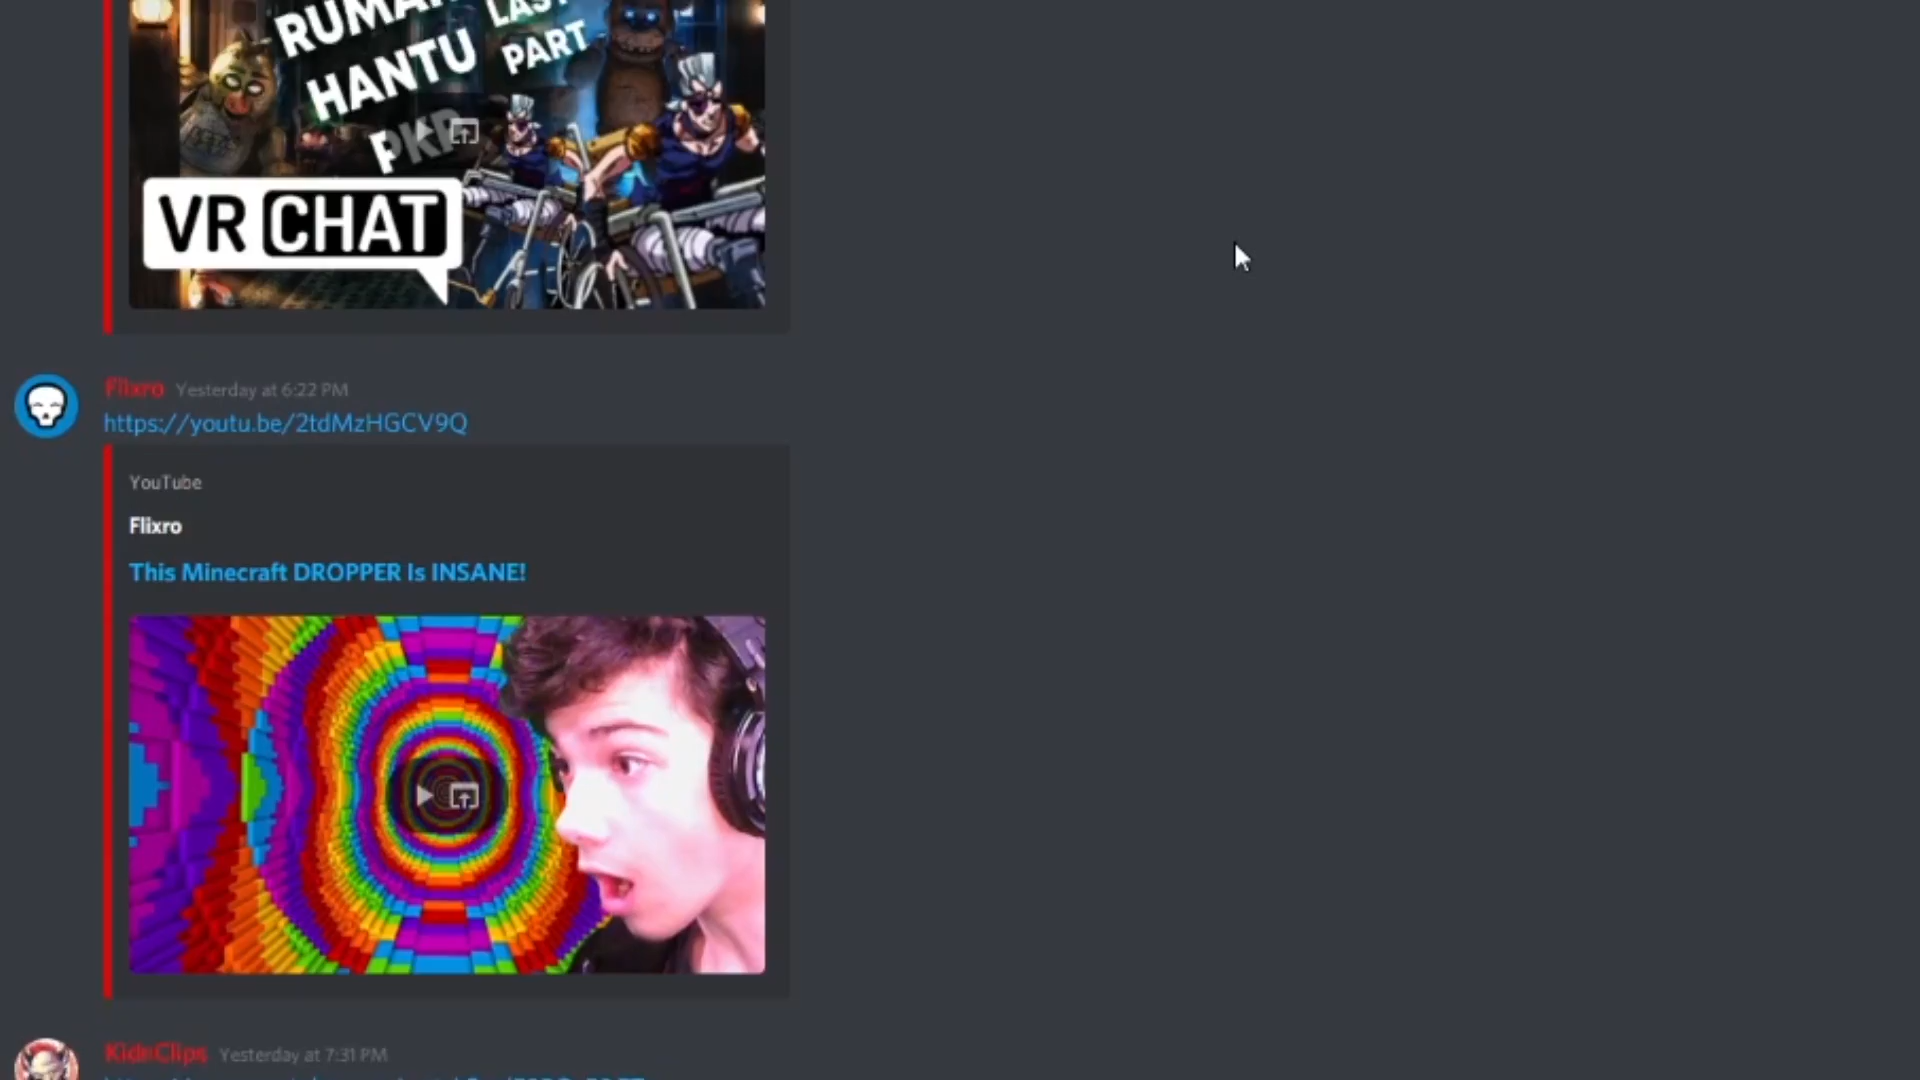 RUMAH
HANTU
LAST
PART
VR CHAT
Flixro Yesterday at 6:22 PM
https://youtu.be/2tdMzHGCV9Q
YouTube
Flixro
This Minecraft DROPPER Is INSANE!
Yesterday at 7:31 PM